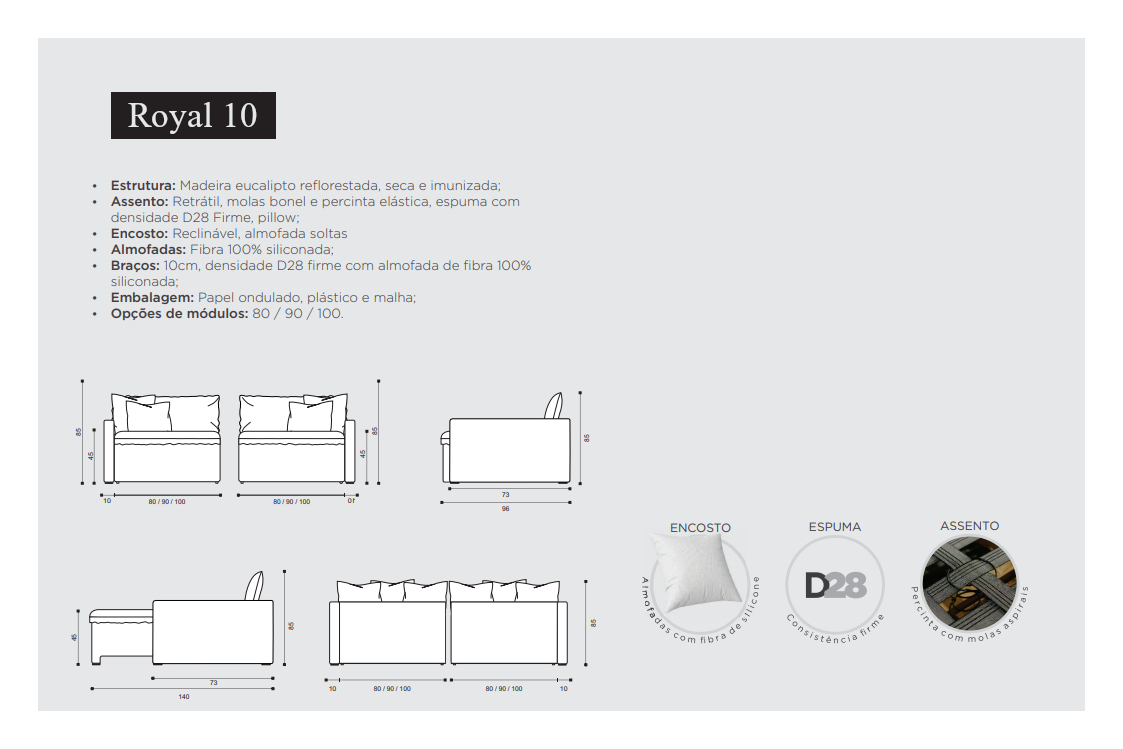 Royal 10
• Estrutura: Madeira eucalipto reflorestada, seca e imunizada;
• Assento: Retrátil, molas bonel e percinta elástica, espuma com
densidade D28 Firme, pillow;
• Encosto: Reclinável, almofada soltas
• Almofadas: Fibra 100% siliconada;
• Braços: 10cm, densidade D28 firme com almofada de fibra 100%
siliconada;
• Embalagem: Papel ondulado, plástico e malha;
• Opções de módulos: 80 / 90 / 100.
85
45
10
80 / 90 / 100
80 / 90 / 100
10
45
85
85
73
96
45
85
73
140
85
10
80 / 90 / 100
80 / 90 / 100
10
ENCOSTO
Almofadas com fibra de silicone
ESPUMA
D28
Consistência firme
ASSENTO
Percinta com molas aspirais